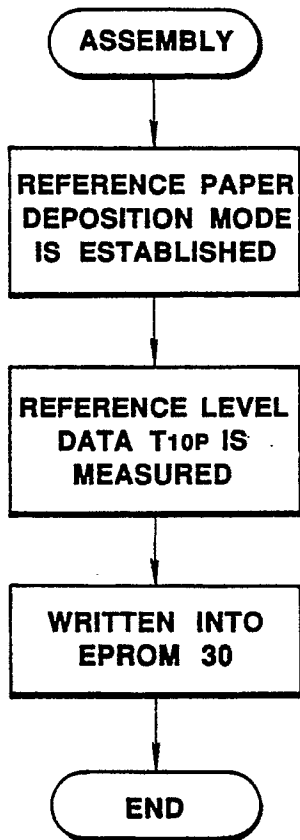 ASSEMBLY
REFERENCE PAPER
DEPOSITION MODE
IS ESTABLISHED
REFERENCE LEVEL
DATA T10P IS
MEASURED
WRITTEN INTO
EPROM 30
END